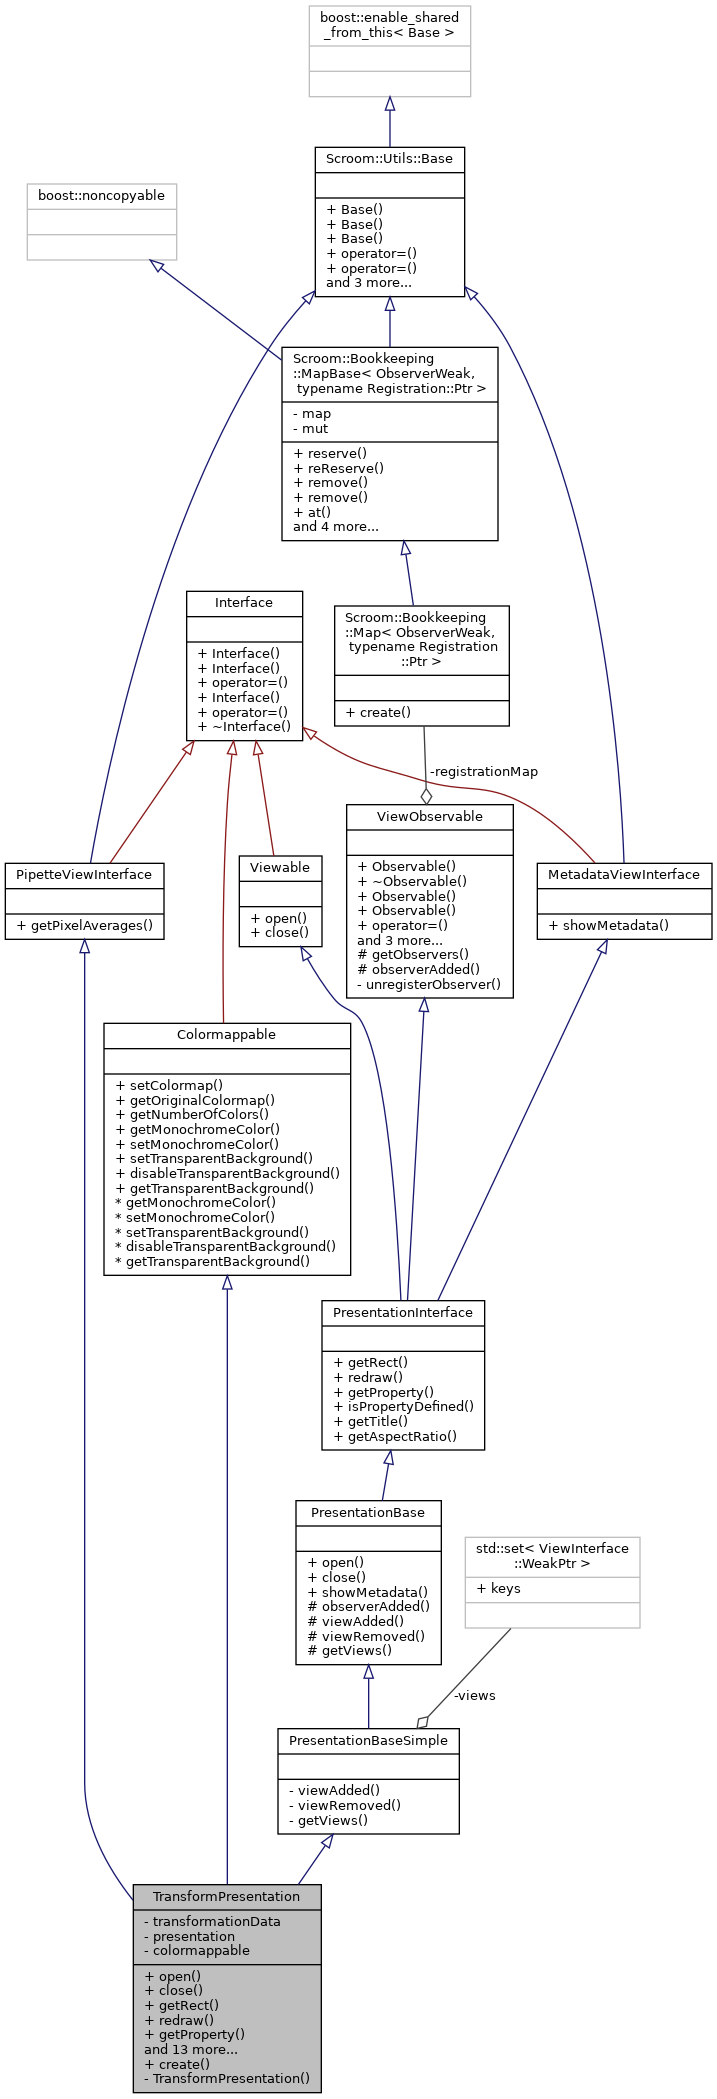 boost::enable_shared
_from_this< Base >
Scroom::Utils::Base
+ Base()
+ Base()
+ Base()
+ operator=()
+ operator=()
and 3 more...
boost::noncopyable
Scroom::Bookkeeping
::MapBase< ObserverWeak,
typename Registration::Ptr >
- map
- mut
+ reserve()
+ reReserve()
+ remove()
+ remove()
+ at()
and 4 more...
Interface
+ Interface()
+ Interface()
+ operator=()
+ Interface()
+ operator=()
+ ~Interface()
Scroom::Bookkeeping
::Map< ObserverWeak,
typename Registration
::Ptr >
+ create()
-registrationMap
ViewObservable
+ Observable()
+ ~Observable()
+ Observable()
+ Observable()
+ operator=()
and 3 more...
# getObservers()
# observerAdded()
- unregisterObserver()
PipetteViewInterface
+ getPixelAverages()
Viewable
+ open()
+ close()
MetadataViewInterface
+ showMetadata()
Colormappable
+ setColormap()
+ getOriginalColormap()
+ getNumberOfColors()
+ getMonochromeColor()
+ setMonochromeColor()
+ setTransparentBackground()
+ disableTransparentBackground()
+ getTransparentBackground()
* getMonochromeColor()
* setMonochromeColor()
* setTransparentBackground()
* disableTransparentBackground()
* getTransparentBackground()
PresentationInterface
+ getRect()
+ redraw()
+ getProperty()
+ isPropertyDefined()
+ getTitle()
+ getAspectRatio()
PresentationBase
+ open()
+ close()
+ showMetadata()
# observerAdded()
# viewAdded()
# viewRemoved()
# getViews()
std::set< ViewInterface
::WeakPtr >
+ keys
-views
PresentationBaseSimple
- viewAdded()
- viewRemoved()
- getViews()
TransformPresentation
- transformationData
- presentation
- colormappable
+ open()
+ close()
+ getRect()
+ redraw()
+ getProperty()
and 13 more...
+ create()
- TransformPresentation()